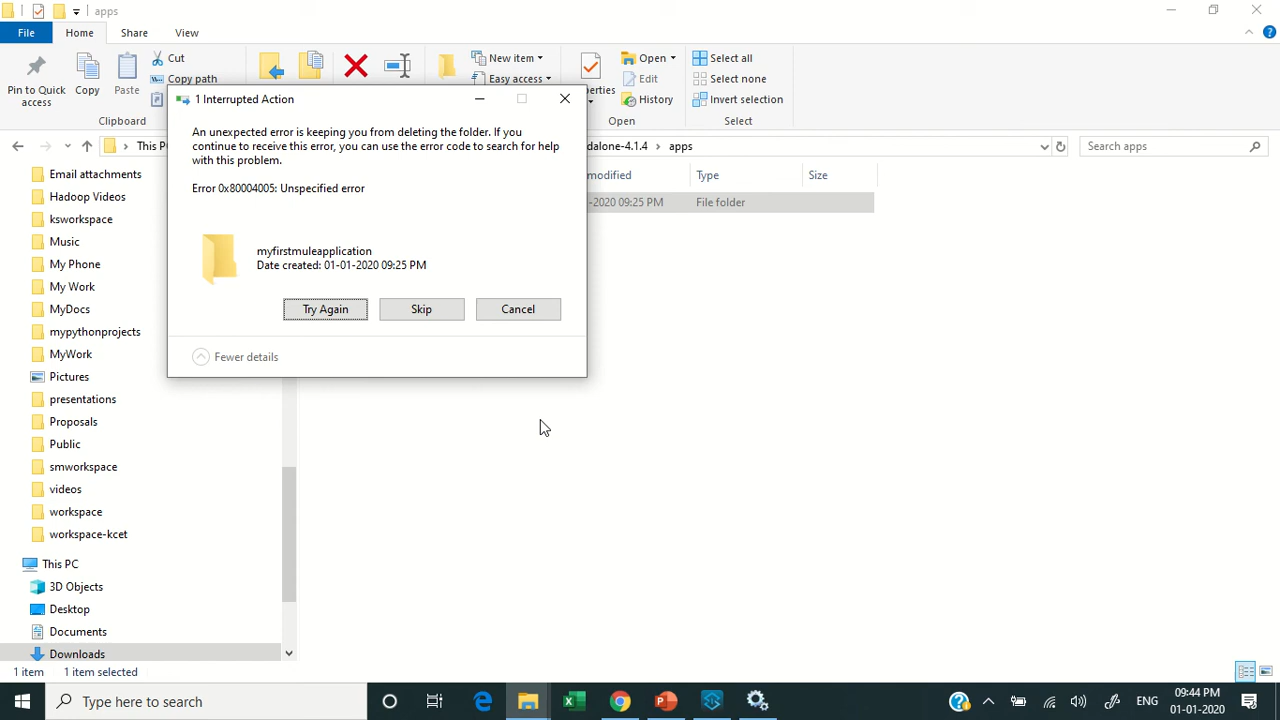 apps
File
Home
Share
View
Pin to Quick access
Copy
Paste
Cut
Copy path
New item
Easy access
Open
Edit
History
Select all
Select none
Invert selection
Clipboard
Open
Select
This
dalone-4.1.4
apps
Search apps
Email attachments
Hadoop Videos
ksworkspace
Music
My Phone
My Work
MyDocs
mypythonprojects
MyWork
Pictures
presentations
Proposals
Public
smworkspace
videos
workspace
workspace-kcet
This PC
3D Objects
Desktop
Documents
Downloads
1 item
1 item selected
modified
Type
Size
-2020 09:25 PM
File folder
1 Interrupted Action
An unexpected error is keeping you from deleting the folder. If you
continue to receive this error, you can use the error code to search for help
with this problem.
Error 0x80004005: Unspecified error
myfirstmuleapplication
Date created: 01-01-2020 09:25 PM
Try Again
Skip
Cancel
Fewer details
Type here to search
ENG
09:44 PM
01-01-2020